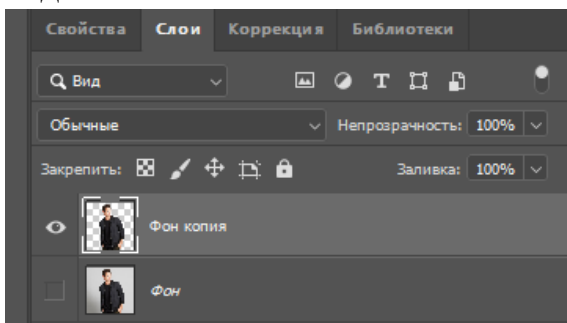 Свойства Слои Коррекция Библиотеки
Вид
Обычные Непрозрачность: 100%
Закрепить: Заливка: 100%
Фон копия
Фон